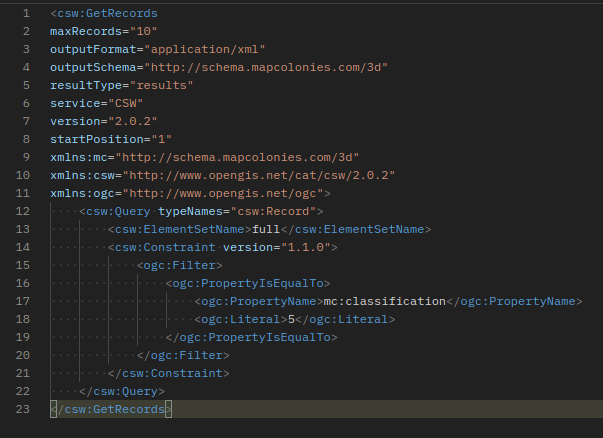 1 <csw:GetRecords
2 maxRecords="10"
3 outputFormat="application/xml"
4 outputSchema="http://schema.mapcolonies.com/3d"
5 resultType="results"
6 service="CSW"
7 version="2.0.2"
8 startPosition="1"
9 xmlns:mc="http://schema.mapcolonies.com/3d"
10 xmlns:csw="http://www.opengis.net/cat/csw/2.0.2"
11 xmlns:ogc="http://www.opengis.net/ogc">
12     <csw:Query typeNames="csw:Record">
13         <csw:ElementSetName>full</csw:ElementSetName>
14         <csw:Constraint version="1.1.0">
15             <ogc:Filter>
16                 <ogc:PropertyIsEqualTo>
17                     <ogc:PropertyName>mc:classification</ogc:PropertyName>
18                     <ogc:Literal>5</ogc:Literal>
19                 </ogc:PropertyIsEqualTo>
20             </ogc:Filter>
21         </csw:Constraint>
22     </csw:Query>
23 </csw:GetRecords>